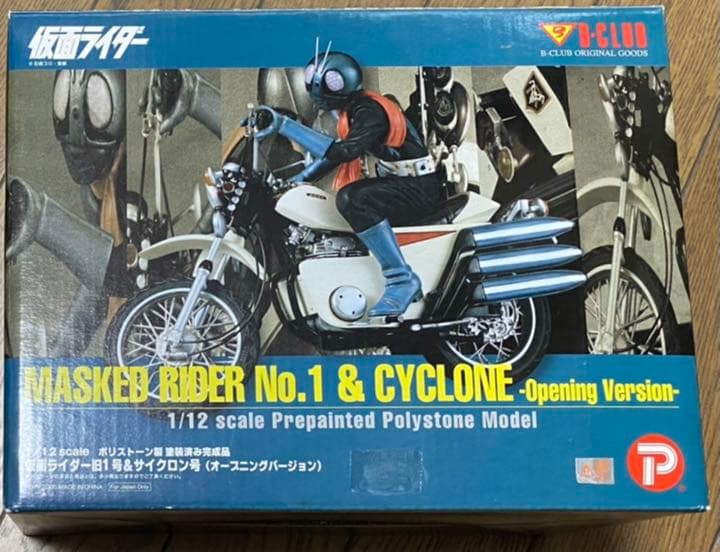 仮面ライダー
B-CLUB
B-CLUB ORIGINAL GOODS
MASKED RIDER No.1 & CYCLONE -Opening Version-
1/12 scale Prepainted Polystone Model
1.2 scale ポリストーン製 塗装済み完成品
仮面ライダー旧1号&サイクロン号（オープニングバージョン）
MADE IN CHINA For Japan Only
P